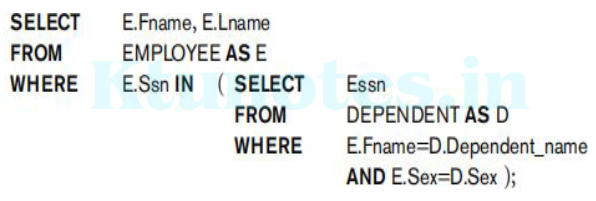 SELECT E.Fname, E.Lname
FROM EMPLOYEE AS E
WHERE E.Ssn IN ( SELECT Essn
FROM DEPENDENT AS D
WHERE E.Fname=D.Dependent_name
AND E.Sex=D.Sex );
Ktunotes.in